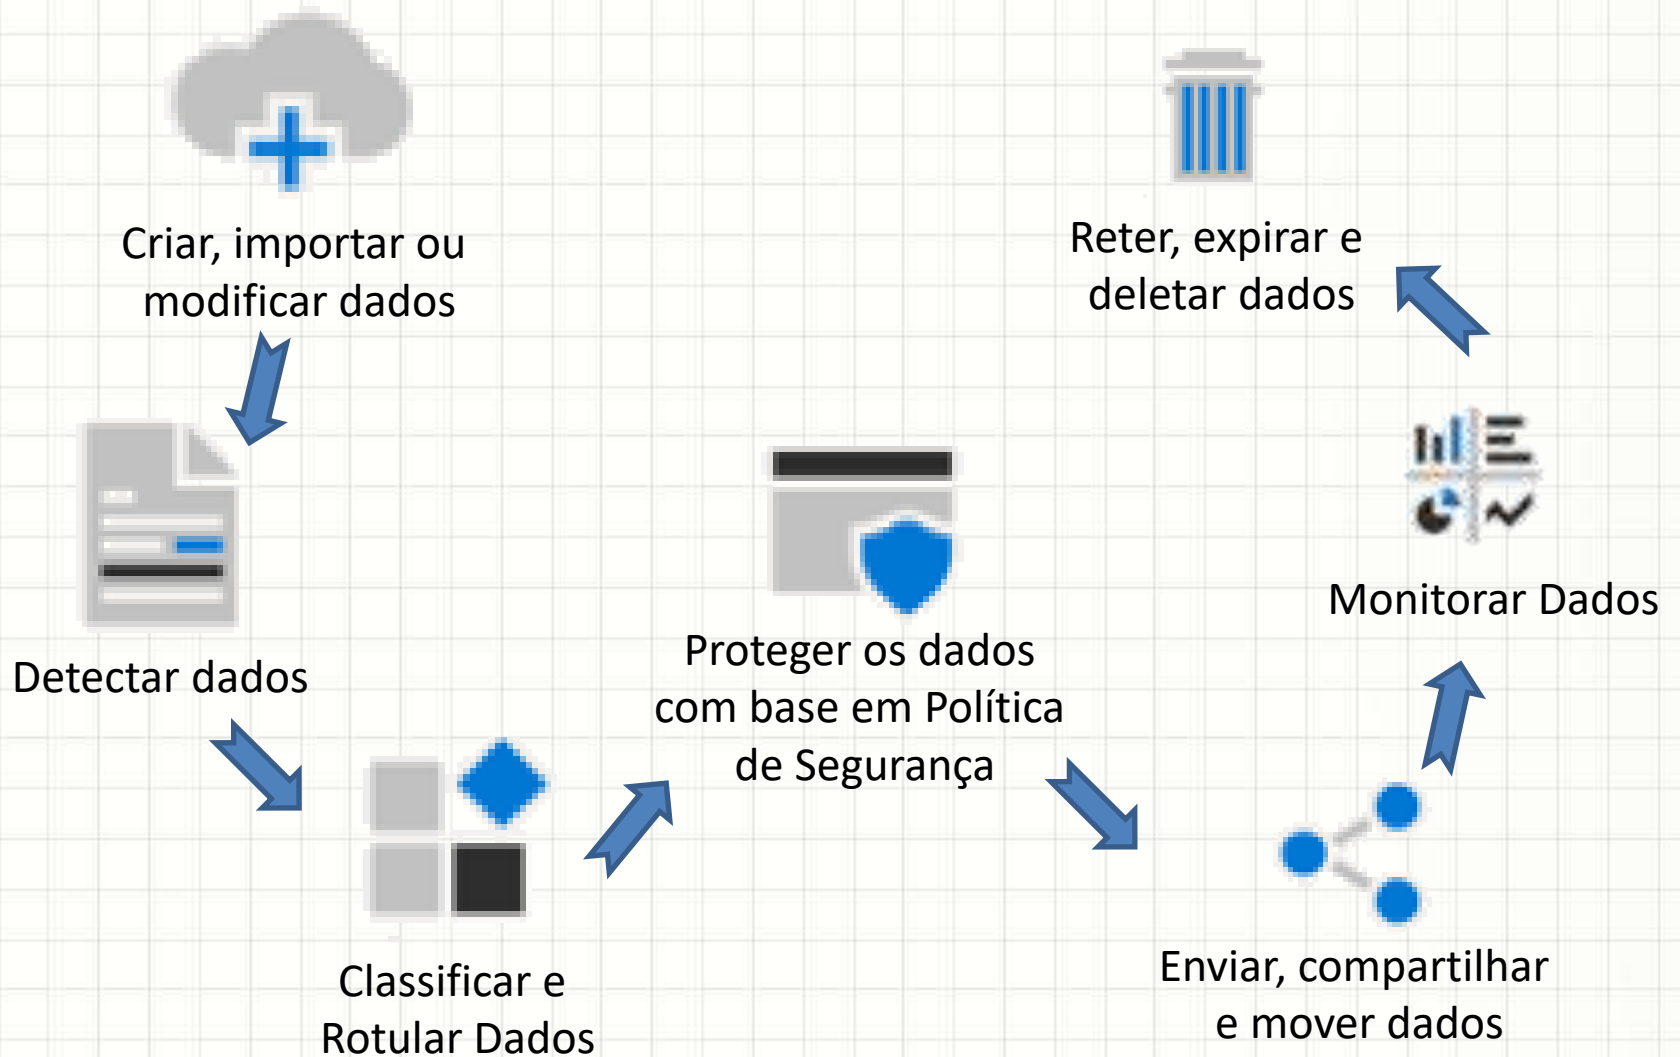 Criar, importar ou
modificar dados
Detectar dados
Classificar e
Rotular Dados
Proteger os dados
com base em Política
de Segurança
Enviar, compartilhar
e mover dados
Monitorar Dados
Reter, expirar e
deletar dados